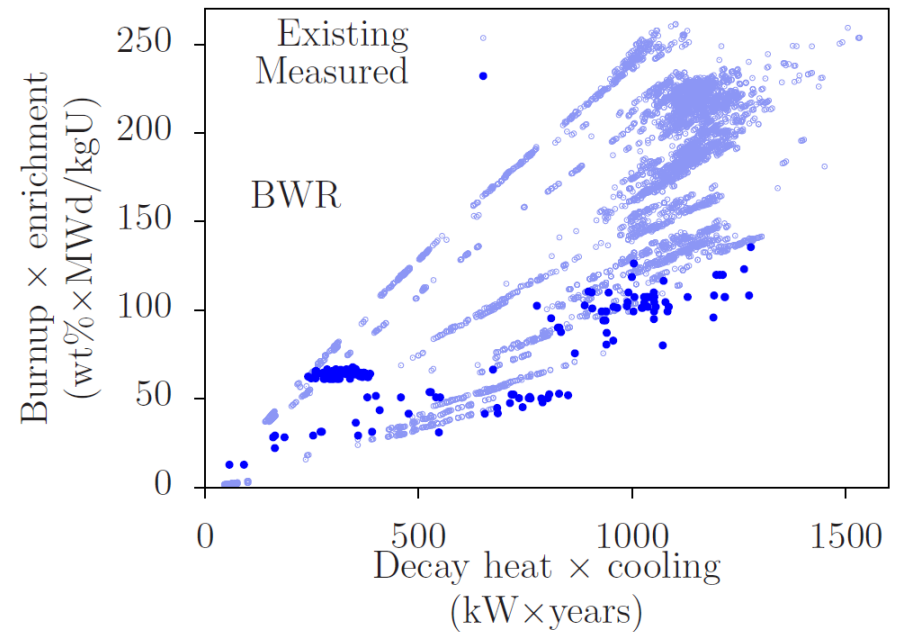 Burnup × enrichment
(wt%×MWd/kgU)
250
200
150
100
50
0
Existing
Measured
BWR
0 500 1000 1500
Decay heat × cooling
(kW×years)